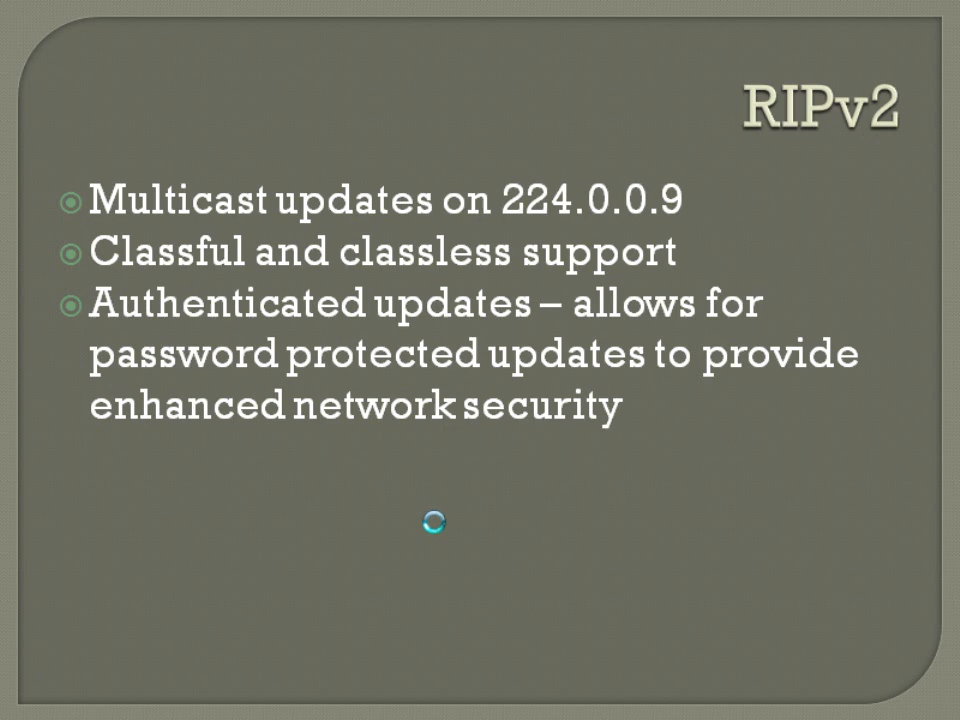 RIPv2
Multicast updates on 224.0.0.9
Classful and classless support
Authenticated updates – allows for
password protected updates to provide
enhanced network security